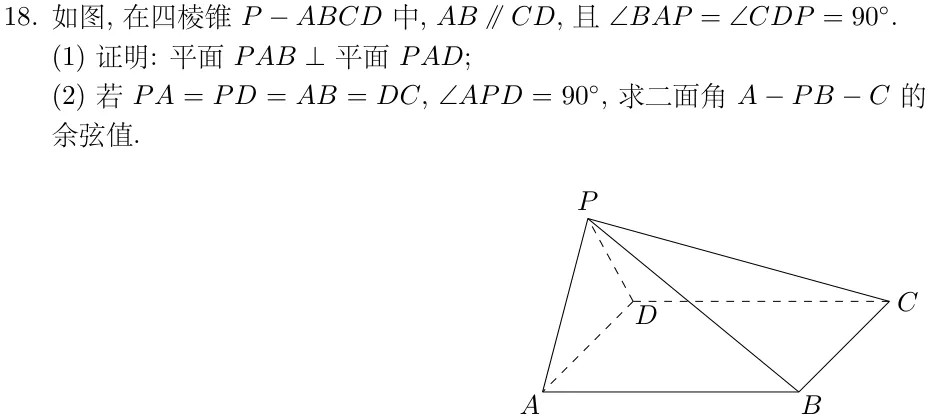 18. 如图, 在四棱锥 P − ABCD 中, AB ∥ CD, 且 ∠BAP = ∠CDP = 90°.
(1) 证明: 平面 PAB ⊥ 平面 PAD;
(2) 若 PA = PD = AB = DC, ∠APD = 90°, 求二面角 A − PB − C 的
余弦值.
P
D
C
A
B